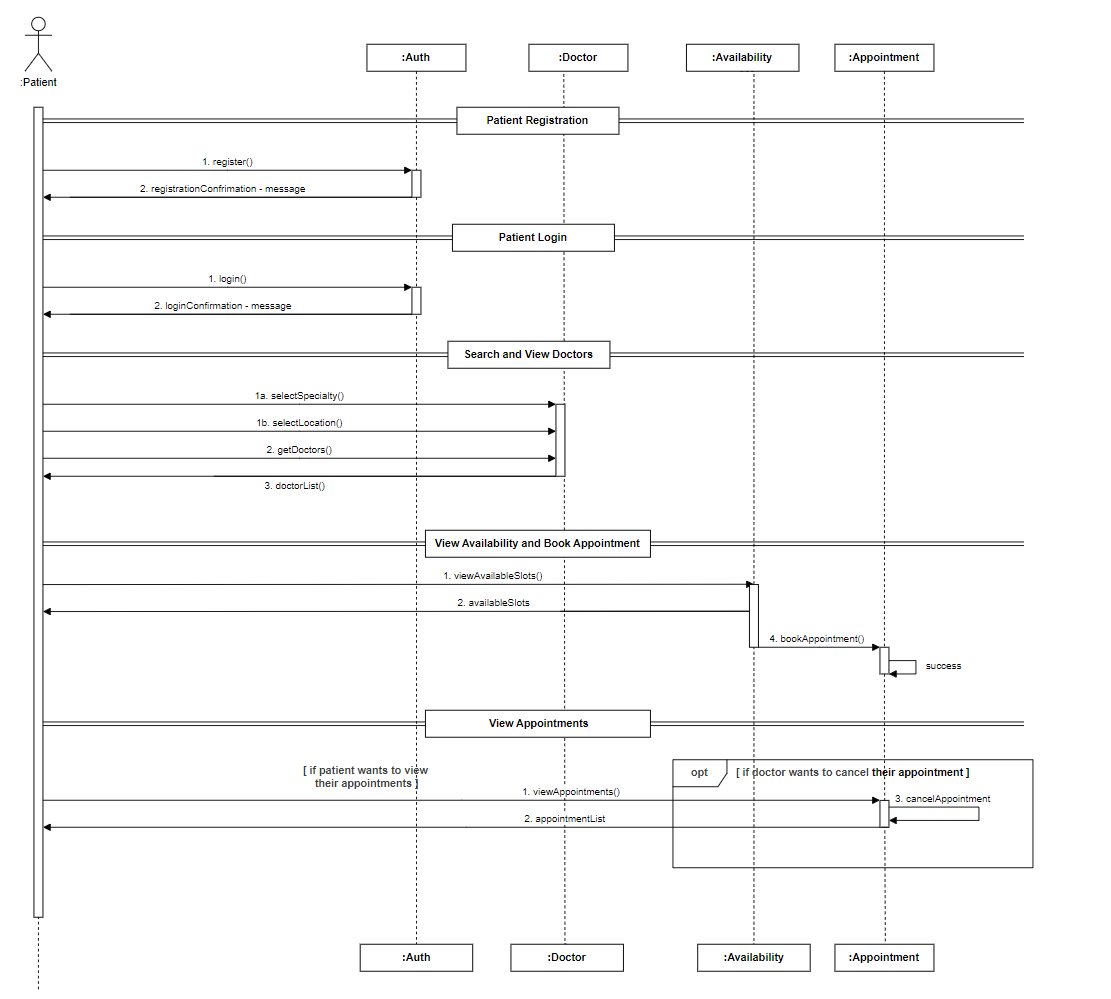 :Patient
:Auth
:Doctor
:Availability
:Appointment
Patient Registration
1. register()
2. registrationConfrimation - message
Patient Login
1. login()
2. loginConfirmation - message
Search and View Doctors
1a. selectSpecialty()
1b. selectLocation()
2. getDoctors()
3. doctorList()
View Availability and Book Appointment
1. viewAvailableSlots()
2. availableSlots
4. bookAppointment()
success
View Appointments
[ if patient wants to view
their appointments ]
opt
[ if doctor wants to cancel their appointment ]
1. viewAppointments()
3. cancelAppointment
2. appointmentList
:Auth
:Doctor
:Availability
:Appointment